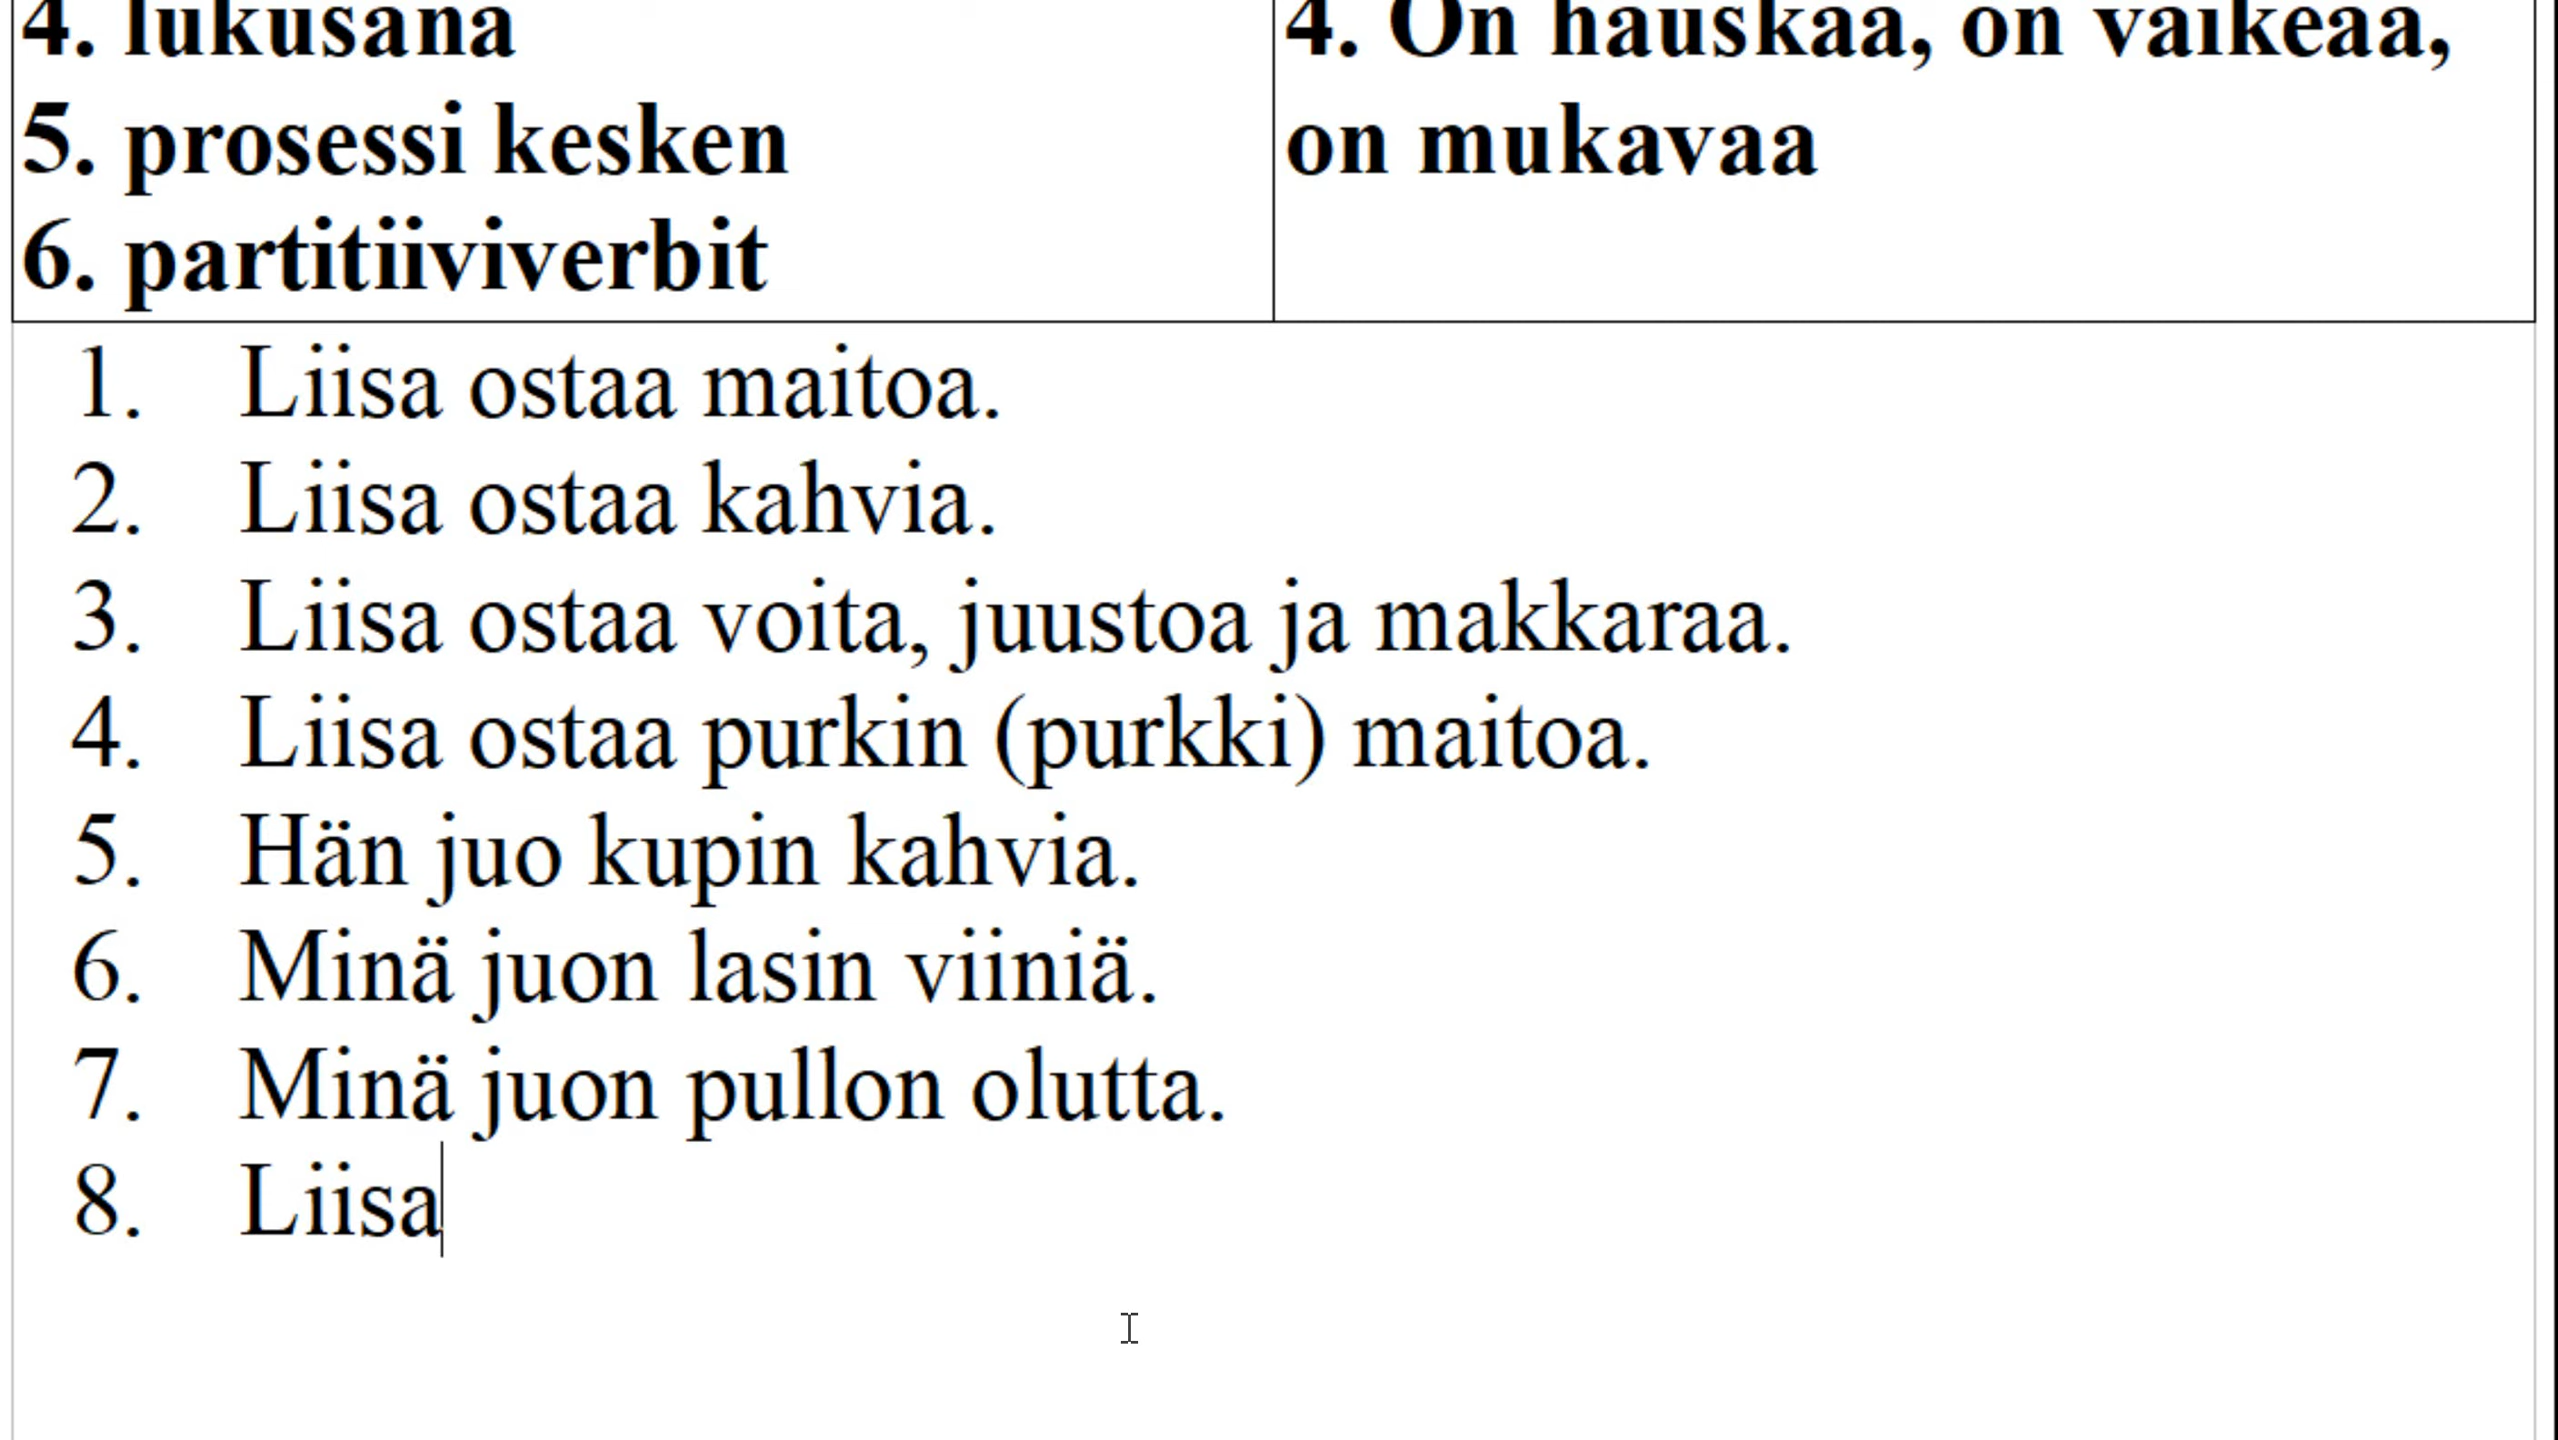 4. lukusana
5. prosessi kesken
6. partitiiviverbit
4. On hauskaa, on vaikeaa,
on mukavaa
1. Liisa ostaa maitoa.
2. Liisa ostaa kahvia.
3. Liisa ostaa voita, juustoa ja makkaraa.
4. Liisa ostaa purkin (purkki) maitoa.
5. Hän juo kupin kahvia.
6. Minä juon lasin viiniä.
7. Minä juon pullon olutta.
8. Liisa